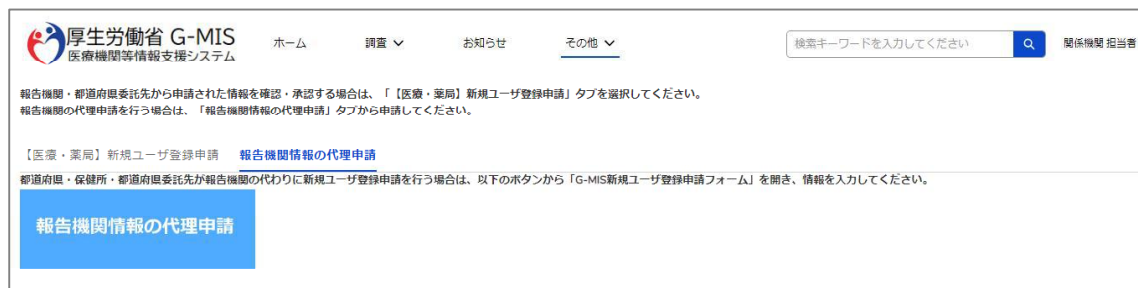 厚生労働省 G-MIS
医療機関等情報支援システム
ホーム
調査
お知らせ
その他
検索キーワードを入力してください
関係機関 担当者
報告機関・都道府県委託先から申請された情報を確認・承認する場合は、「【医療・薬局】新規ユーザ登録申請」タブを選択してください。
報告機関の代理申請を行う場合は、「報告機関情報の代理申請」タブから申請してください。
【医療・薬局】新規ユーザ登録申請 報告機関情報の代理申請
都道府県・保健所・都道府県委託先が報告機関の代わりに新規ユーザ登録申請を行う場合は、以下のボタンから「G-MIS新規ユーザ登録申請フォーム」を開き、情報を入力してください。
報告機関情報の代理申請